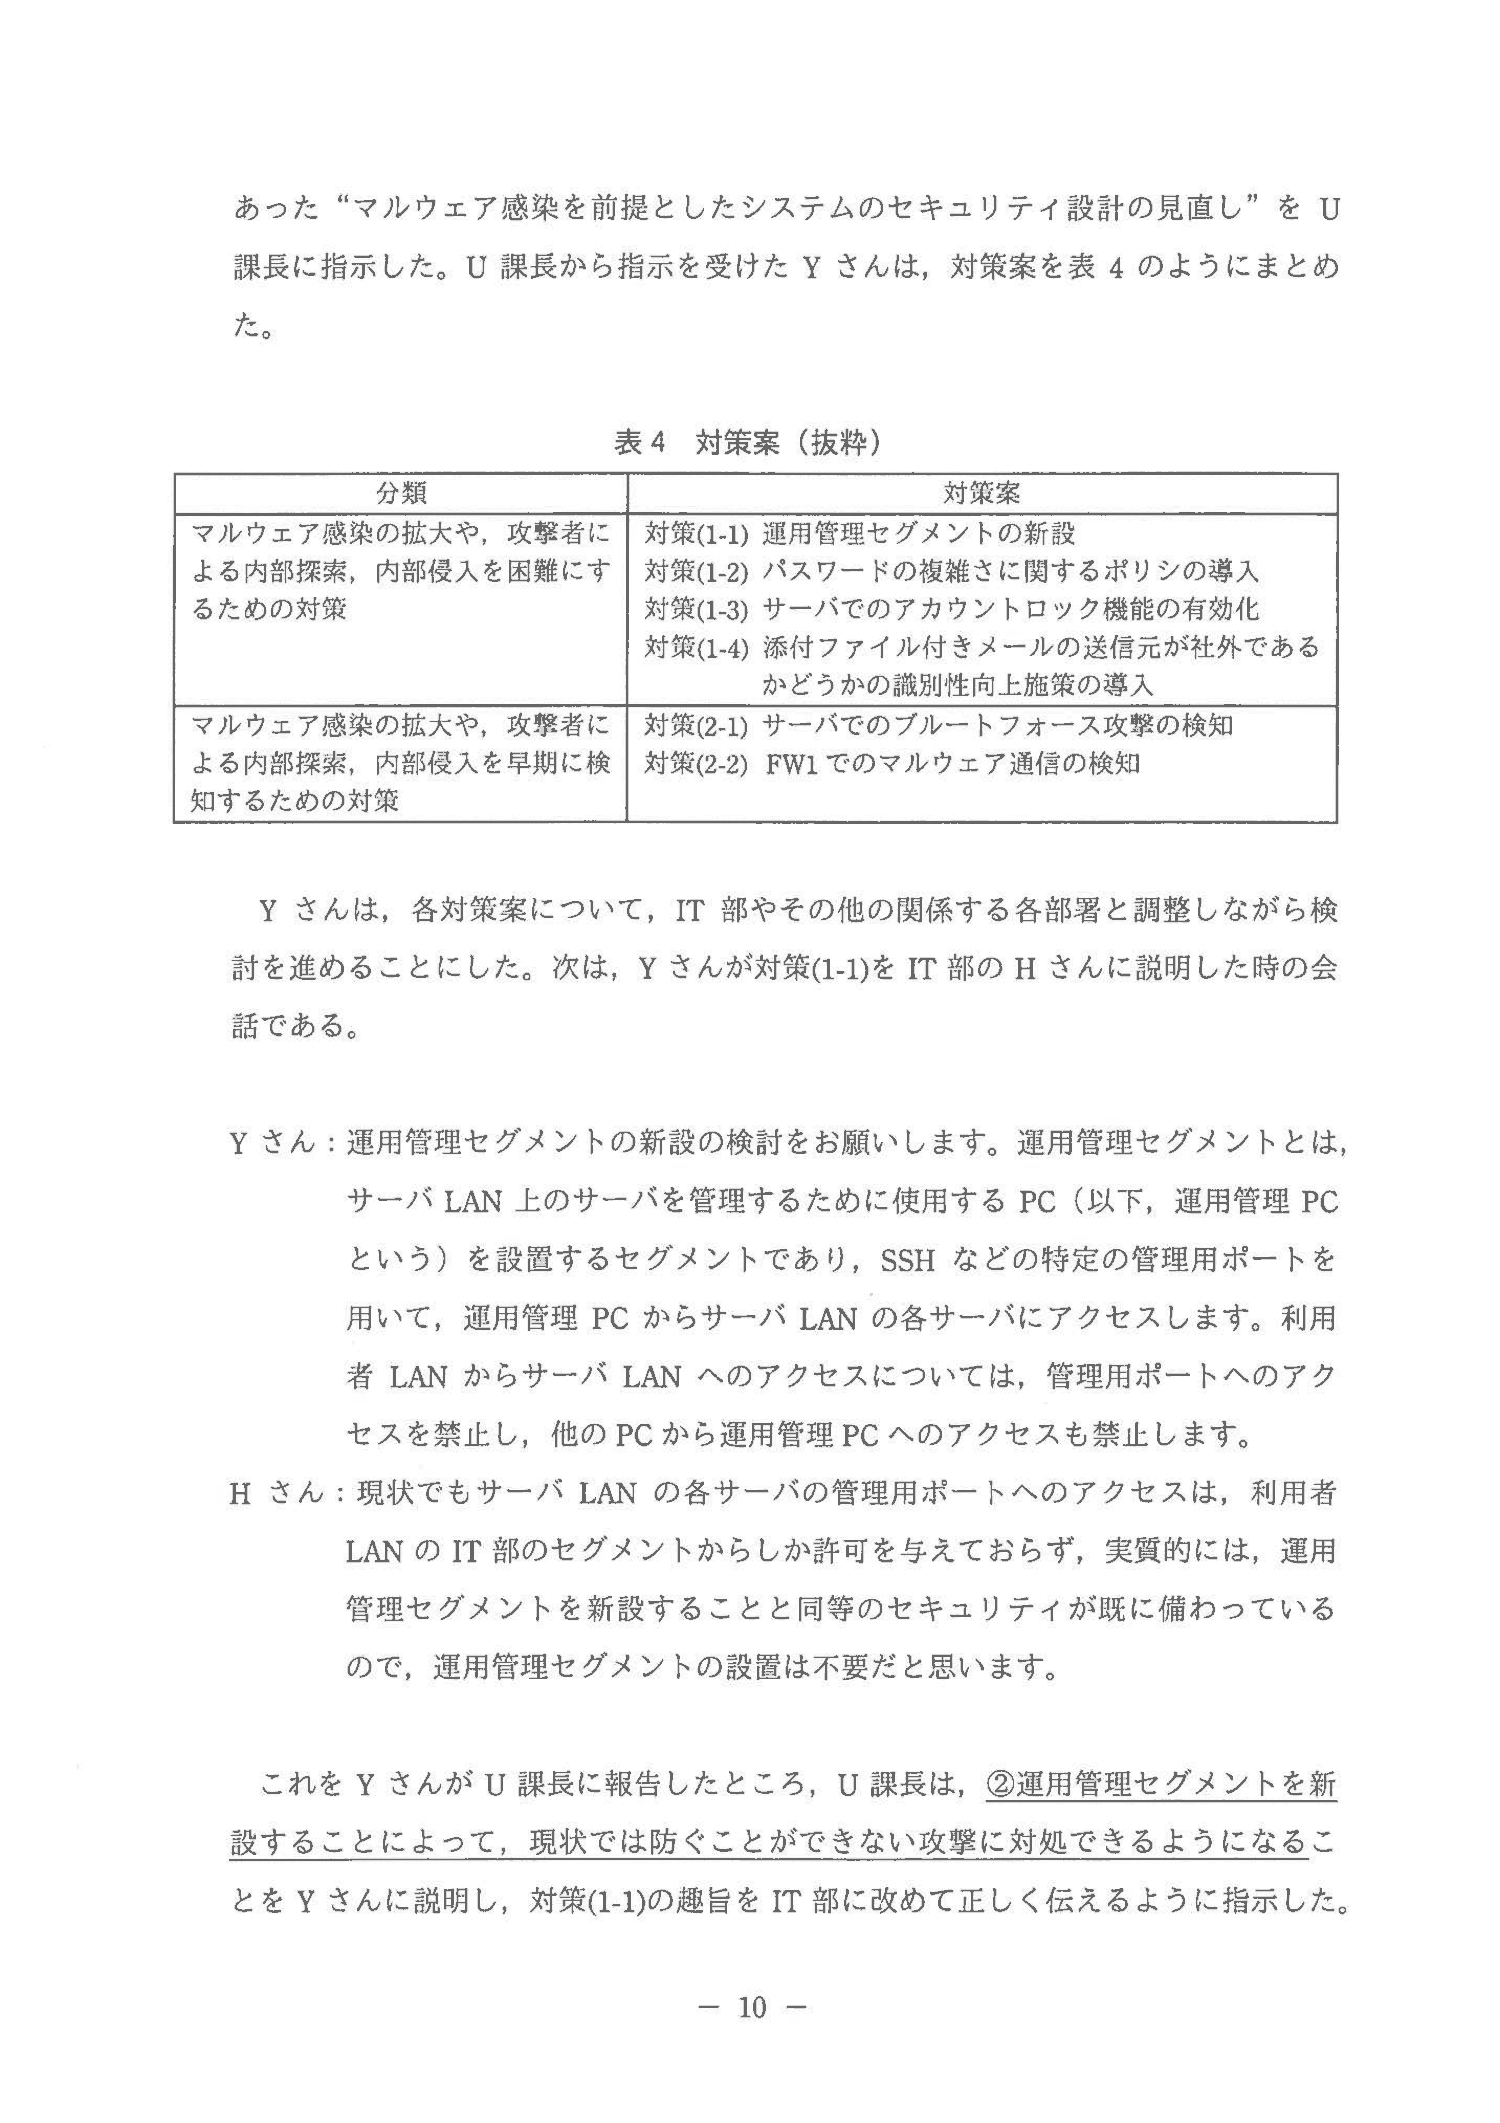 あった“マルウェア感染を前提としたシステムのセキュリティ設計の見直し”を U
課長に指示した。U 課長から指示を受けた Y さんは，対策案を表 4 のようにまとめ
た。
表 4　対策案（抜粋）
分類
対策案
マルウェア感染の拡大や，攻撃者に
よる内部探索，内部侵入を困難にす
るための対策
対策(1-1) 運用管理セグメントの新設
対策(1-2) パスワードの複雑さに関するポリシの導入
対策(1-3) サーバでのアカウントロック機能の有効化
対策(1-4) 添付ファイル付きメールの送信元が社外である
かどうかの識別性向上施策の導入
マルウェア感染の拡大や，攻撃者に
よる内部探索，内部侵入を早期に検
知するための対策
対策(2-1) サーバでのブルートフォース攻撃の検知
対策(2-2) FW1 でのマルウェア通信の検知
Y さんは，各対策案について，IT 部やその他の関係する各部署と調整しながら検
討を進めることにした。次は，Y さんが対策(1-1)を IT 部の H さんに説明した時の会
話である。
Y さん：運用管理セグメントの新設の検討をお願いします。運用管理セグメントとは，
サーバ LAN 上のサーバを管理するために使用する PC（以下，運用管理 PC
という）を設置するセグメントであり，SSH などの特定の管理用ポートを
用いて，運用管理 PC からサーバ LAN の各サーバにアクセスします。利用
者 LAN からサーバ LAN へのアクセスについては，管理用ポートへのアク
セスを禁止し，他の PC から運用管理 PC へのアクセスも禁止します。
H さん：現状でもサーバ LAN の各サーバの管理用ポートへのアクセスは，利用者
LAN の IT 部のセグメントからしか許可を与えておらず，実質的には，運用
管理セグメントを新設することと同等のセキュリティが既に備わっている
ので，運用管理セグメントの設置は不要だと思います。
これを Y さんが U 課長に報告したところ，U 課長は，②運用管理セグメントを新
設することによって，現状では防ぐことができない攻撃に対処できるようになるこ
とを Y さんに説明し，対策(1-1)の趣旨を IT 部に改めて正しく伝えるように指示した。
－ 10 －